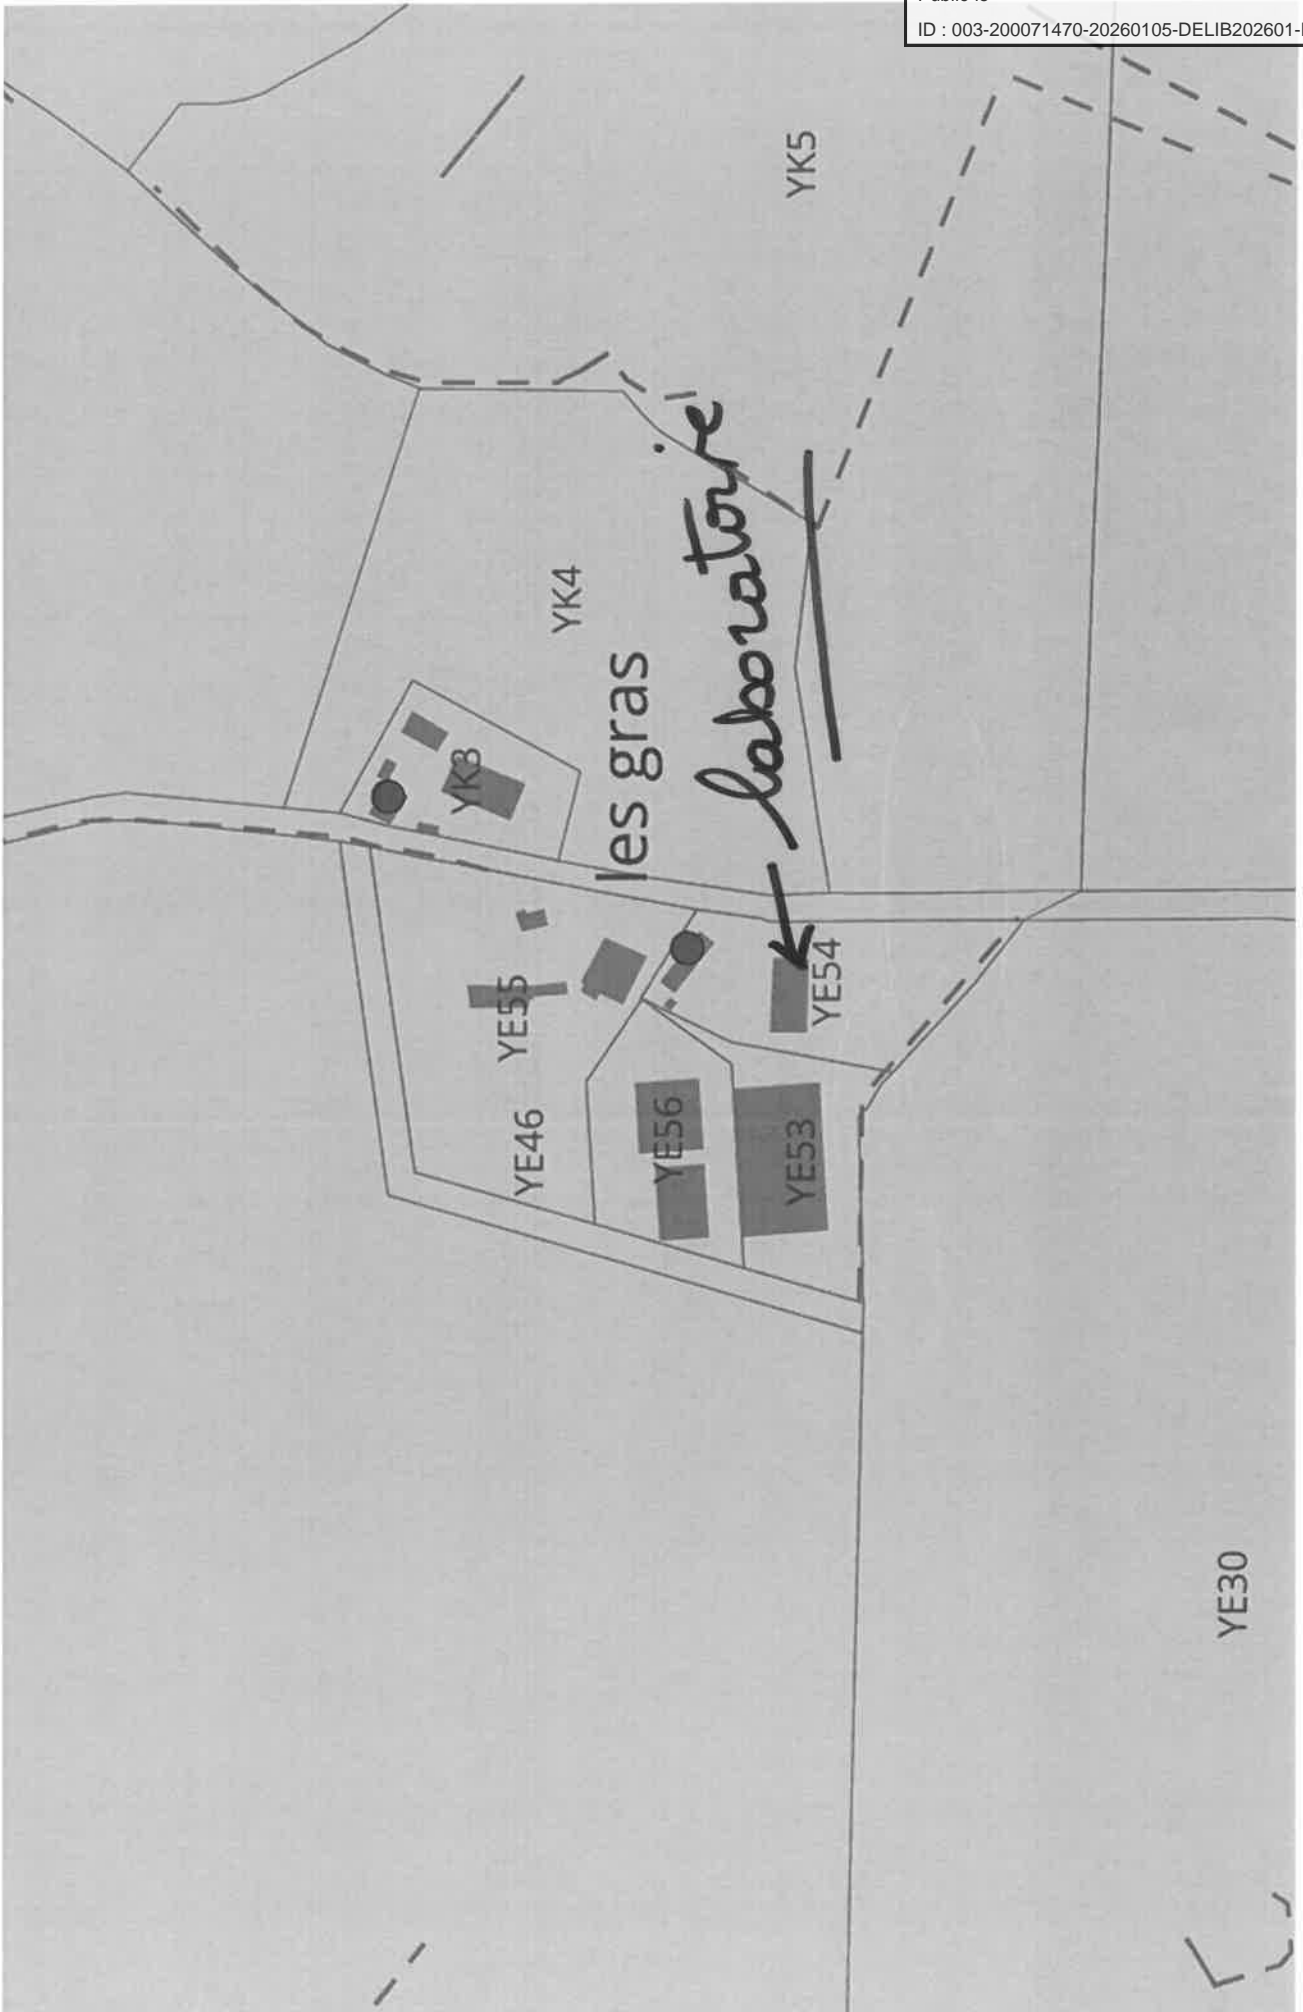 ID : 003-200071470-20260105-DELIB202601-
YK5
YK4
YK3
les gras
laboratoire
YE55
YE54
YE46
YE56
YE53
YE30